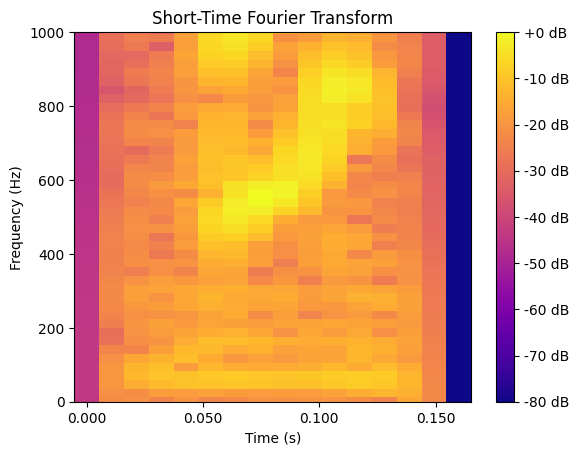 Short-Time Fourier Transform
Frequency (Hz)
1000
800
600
400
200
0
0.000
0.050
0.100
0.150
Time (s)
+0 dB
-10 dB
-20 dB
-30 dB
-40 dB
-50 dB
-60 dB
-70 dB
-80 dB